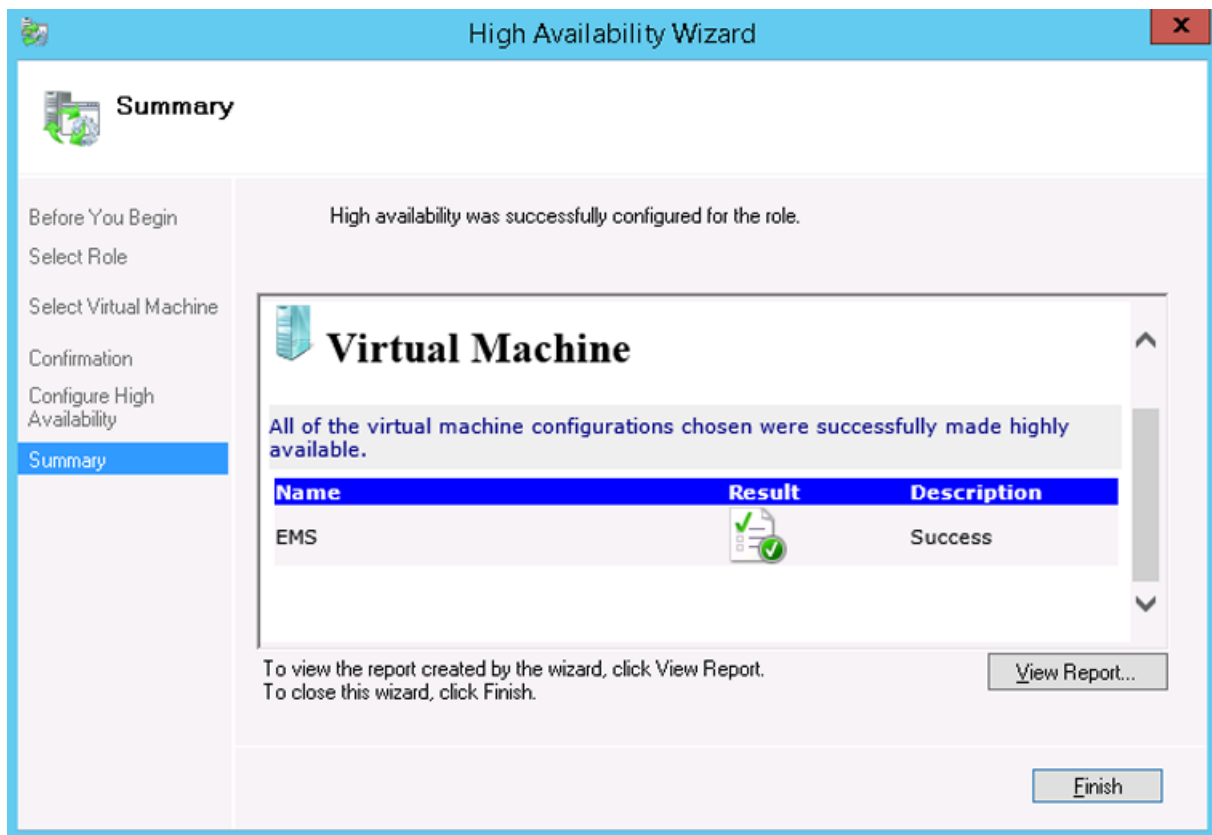 High Availability Wizard
x
Summary
Before You Begin
Select Role
Select Virtual Machine
Confirmation
Configure High
Availability
Summary
High availability was successfully configured for the role.
Virtual Machine
All of the virtual machine configurations chosen were successfully made highly
available.
Name Result Description
EMS Success
To view the report created by the wizard, click View Report.
To close this wizard, click Finish.
View Report...
Finish